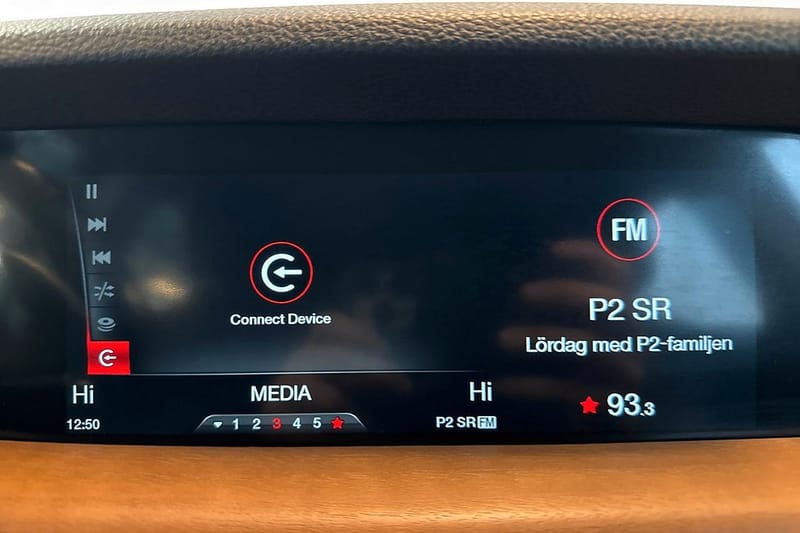 Connect Device
FM
P2 SR
Lördag med P2-familjen
93.3
Hi
MEDIA
Hi
12:50
1 2 3 4 5
P2 SR FM